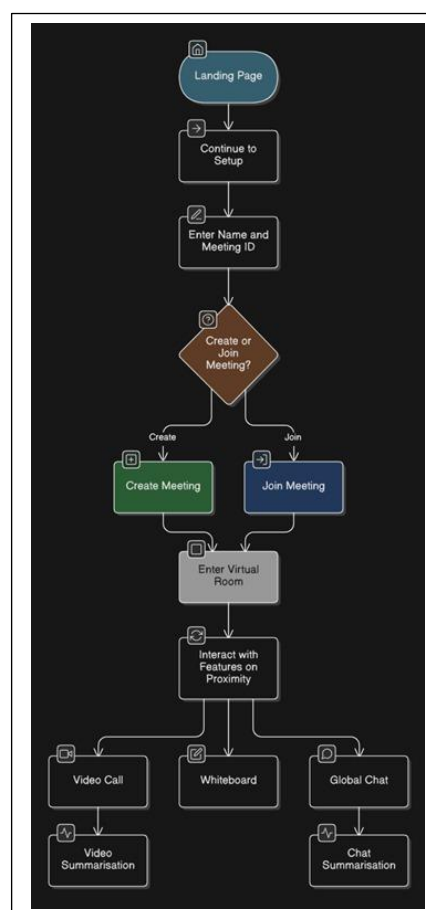 Landing Page
Continue to
Setup
Enter Name and
Meeting ID
Create or
Join
Meeting?
Create
Join
Create Meeting
Join Meeting
Enter Virtual
Room
Interact with
Features on
Proximity
Video Call
Whiteboard
Global Chat
Video
Summarisation
Chat
Summarisation